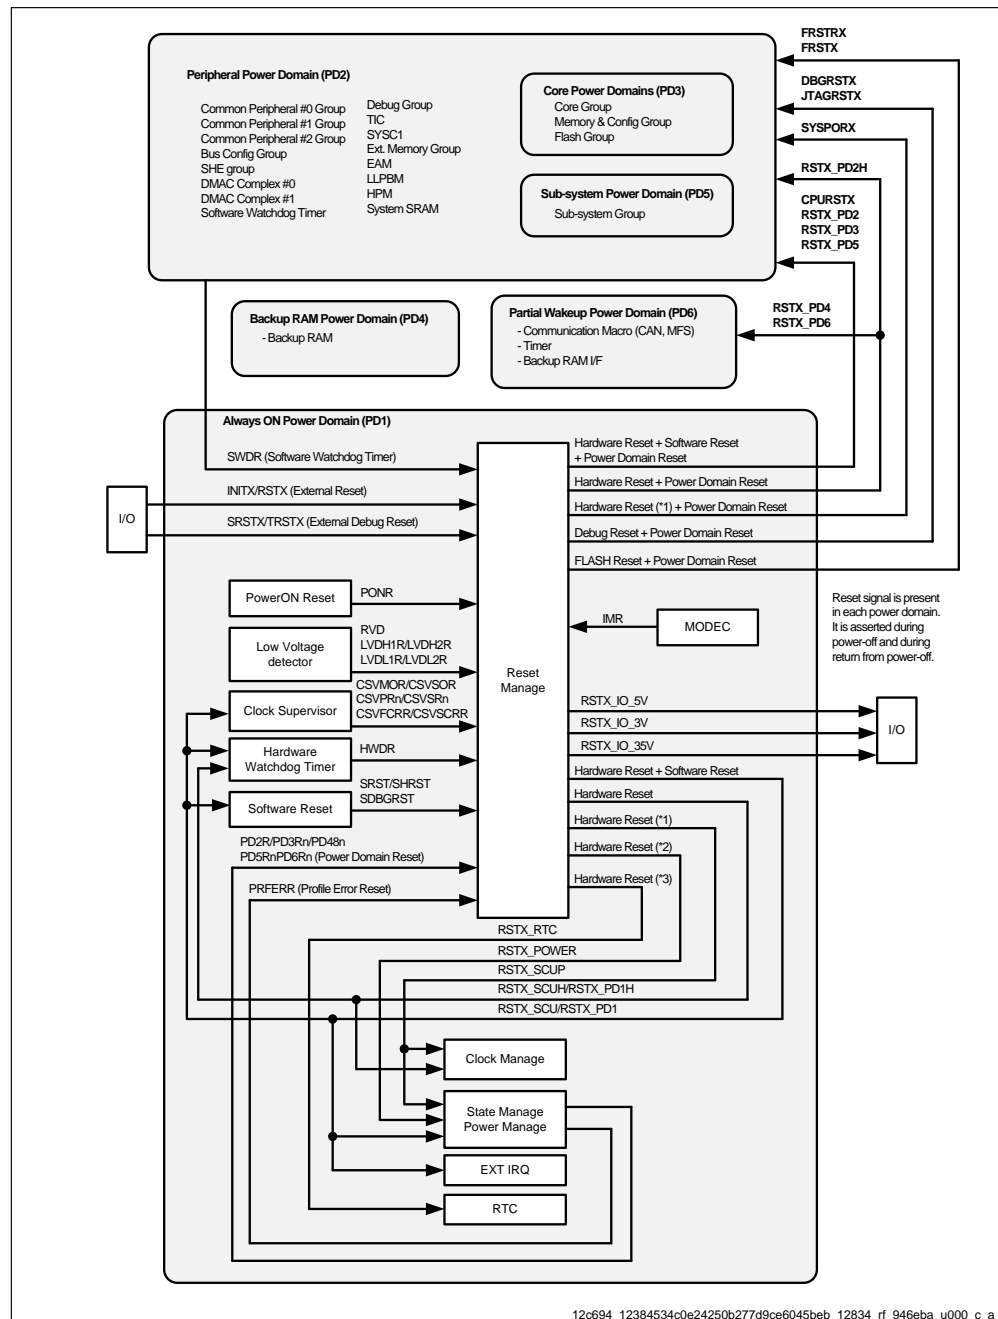 FRSTRX
FRSTX
DBGRSTX
JTAGRSTX
SYSPORX
RSTX_PD2H
CPURSTX
RSTX_PD2
RSTX_PD3
RSTX_PD5
Peripheral Power Domain (PD2)
Common Peripheral #0 Group
Common Peripheral #1 Group
Common Peripheral #2 Group
Bus Config Group
SHE group
DMAC Complex #0
DMAC Complex #1
Software Watchdog Timer
Debug Group
TIC
SYSC1
Ext. Memory Group
EAM
LLPBM
HPM
System SRAM
Core Power Domains (PD3)
Core Group
Memory & Config Group
Flash Group
Sub-system Power Domain (PD5)
Sub-system Group
Backup RAM Power Domain (PD4)
- Backup RAM
Partial Wakeup Power Domain (PD6)
- Communication Macro (CAN, MFS)
- Timer
- Backup RAM I/F
RSTX_PD4
RSTX_PD6
Always ON Power Domain (PD1)
SWDR (Software Watchdog Timer)
INITX/RSTX (External Reset)
SRSTX/TRSTX (External Debug Reset)
I/O
PowerON Reset
PONR
Low Voltage
detector
RVD
LVDH1R/LVDH2R
LVDL1R/LVDL2R
Clock Supervisor
CSVMOR/CSVSOR
CSVPRn/CSVSRn
CSVFCRR/CSVSCRR
Hardware
Watchdog Timer
HWDR
Software Reset
SRST/SHRST
SDBGRST
PD2R/PD3Rn/PD48n
PD5RnPD6Rn (Power Domain Reset)
PRFERR (Profile Error Reset)
Reset
Manage
Hardware Reset + Software Reset
+ Power Domain Reset
Hardware Reset + Power Domain Reset
Hardware Reset (*1) + Power Domain Reset
Debug Reset + Power Domain Reset
FLASH Reset + Power Domain Reset
IMR
MODEC
Reset signal is present
in each power domain.
It is asserted during
power-off and during
return from power-off.
RSTX_IO_5V
RSTX_IO_3V
RSTX_IO_35V
I/O
Hardware Reset + Software Reset
Hardware Reset
Hardware Reset (*1)
Hardware Reset (*2)
Hardware Reset (*3)
RSTX_RTC
RSTX_POWER
RSTX_SCUP
RSTX_SCUH/RSTX_PD1H
RSTX_SCU/RSTX_PD1
Clock Manage
State Manage
Power Manage
EXT IRQ
RTC
12c694_12384534c0e24250b277d9ce6045beb_12834_rf_946eba_u000_c_a